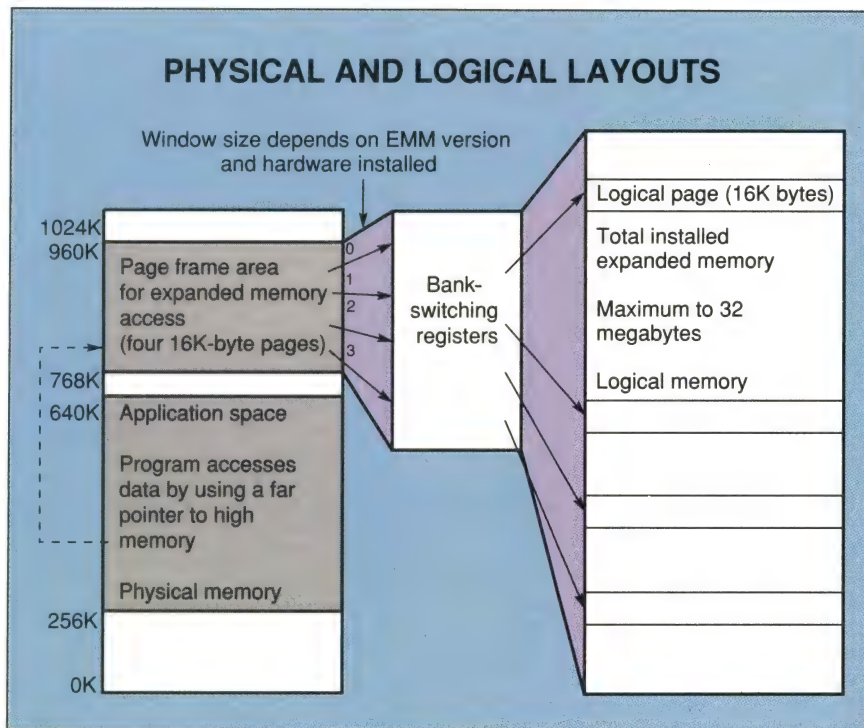 PHYSICAL AND LOGICAL LAYOUTS
Window size depends on EMM version
and hardware installed
1024K
960K
Page frame area
for expanded memory
access
(four 16K-byte pages)
0
1
2
3
768K
640K
Application space
Program accesses
data by using a far
pointer to high
memory
Physical memory
256K
0K
Bank-
switching
registers
Logical page (16K bytes)
Total installed
expanded memory
Maximum to 32
megabytes
Logical memory